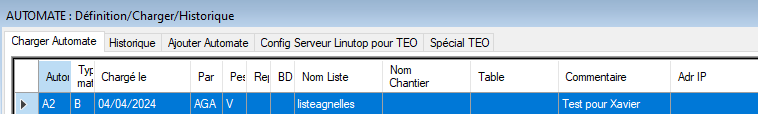 AUTOMATE : Définition/Charger/Historique
Charger Automate Historique Ajouter Automate Config Serveur Linutop pour TEO Spécial TEO
Autor Typ mat Chargé le Par Pes Rep BD Nom Liste Nom Chantier Table Commentaire Adr IP
A2 B 04/04/2024 AGA V listeagnelles Test pour Xavier